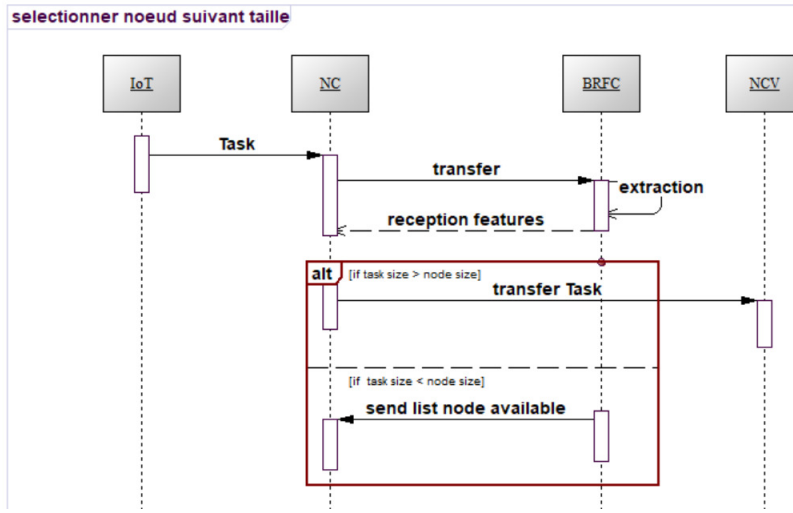 selectionner noeud suivant taille
IoT
NC
BRFC
NCV
Task
transfer
extraction
reception features
alt
[if task size > node size]
transfer Task
[if task size < node size]
send list node available